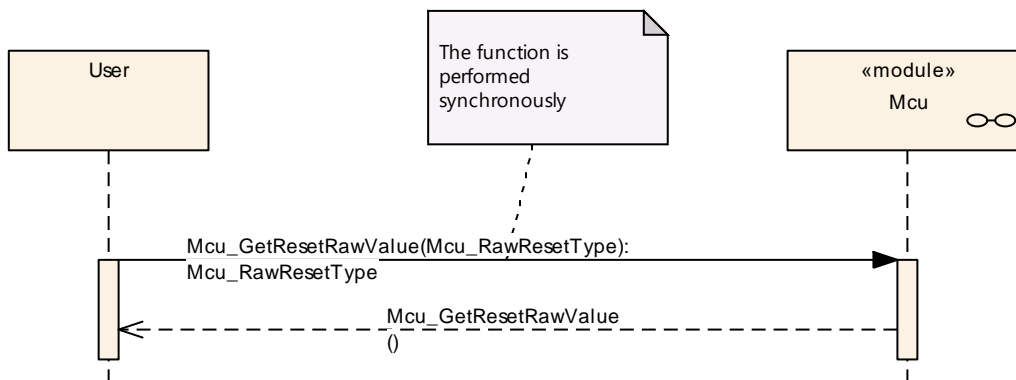 User
The function is
performed
synchronously
«module»
Mcu
Mcu_GetResetRawValue(Mcu_RawResetType):
Mcu_RawResetType
Mcu_GetResetRawValue
()